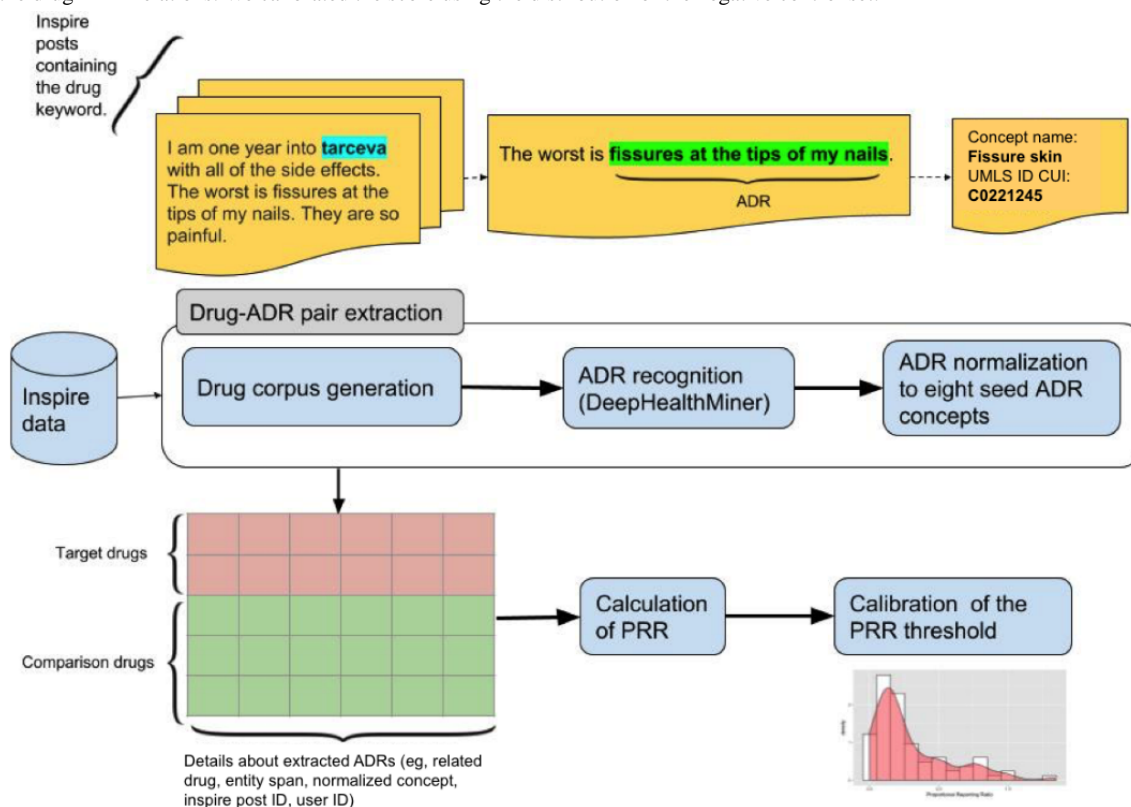 Inspire
posts
containing
the drug
keyword.
I am one year into tarceva
with all of the side effects.
The worst is fissures at the
tips of my nails. They are so
painful.
The worst is fissures at the tips of my nails.
ADR
Concept name:
Fissure skin
UMLS ID CUI:
C0221245
Drug-ADR pair extraction
Inspire
data
Drug corpus generation
ADR recognition
(DeepHealthMiner)
ADR normalization
to eight seed ADR
concepts
Target drugs
Comparison drugs
Calculation
of PRR
Calibration of the
PRR threshold
Details about extracted ADRs (eg, related
drug, entity span, normalized concept,
inspire post ID, user ID)
density
Proportional Reporting Ratio